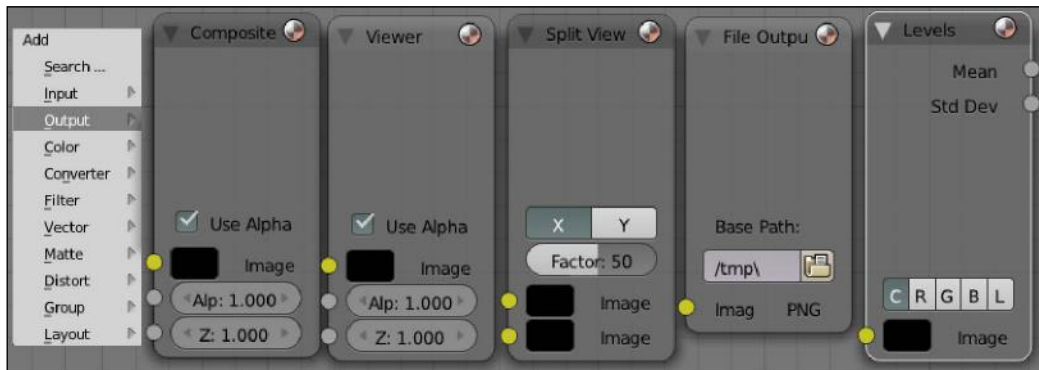 Add
Search ...
Input
Output
Color
Converter
Filter
Vector
Matte
Distort
Group
Layout
Composite
Use Alpha
Image
Alp: 1.000
Z: 1.000
Viewer
Use Alpha
Image
Alp: 1.000
Z: 1.000
Split View
X Y
Factor: 50
Image
Image
File Outpu
Base Path:
/tmp\
Imag PNG
Levels
Mean
Std Dev
C R G B L
Image